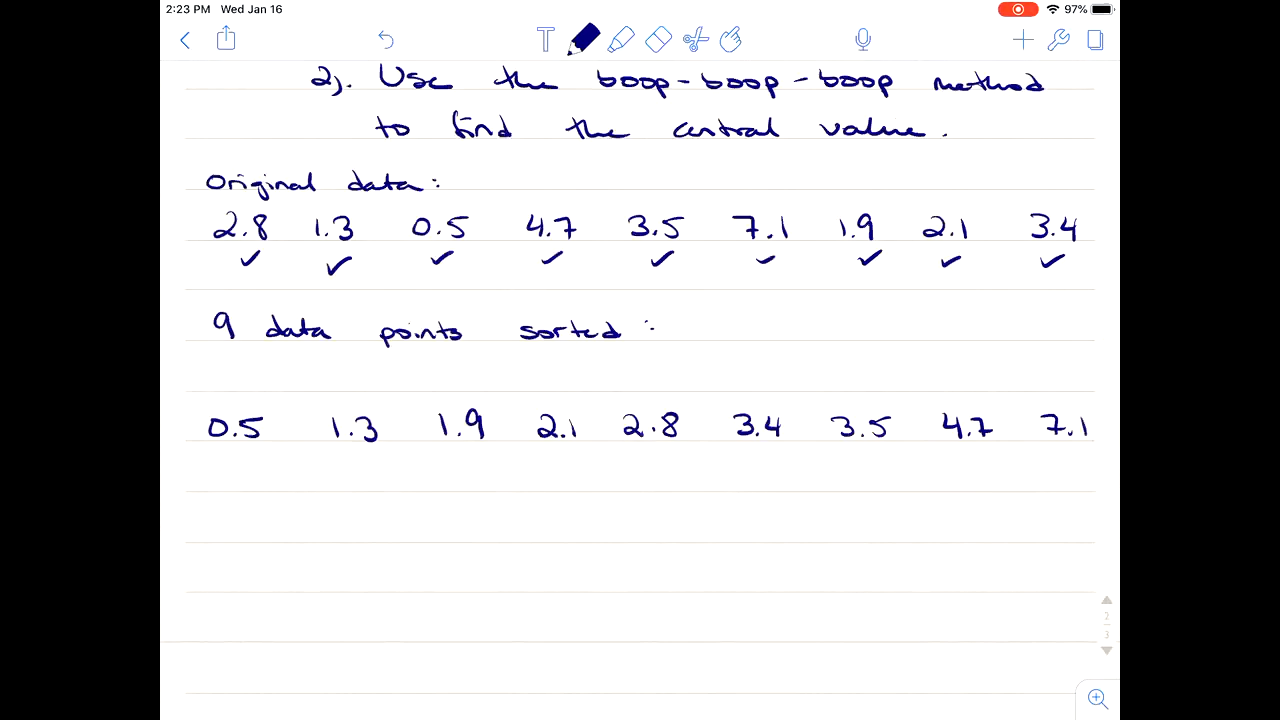 2:23 PM Wed Jan 16 97%
2). Use the boop-boop-boop method
to find the central value.
Original data:
2.8 1.3 0.5 4.7 3.5 7.1 1.9 2.1 3.4
9 data points sorted:
0.5 1.3 1.9 2.1 2.8 3.4 3.5 4.7 7.1
2
3